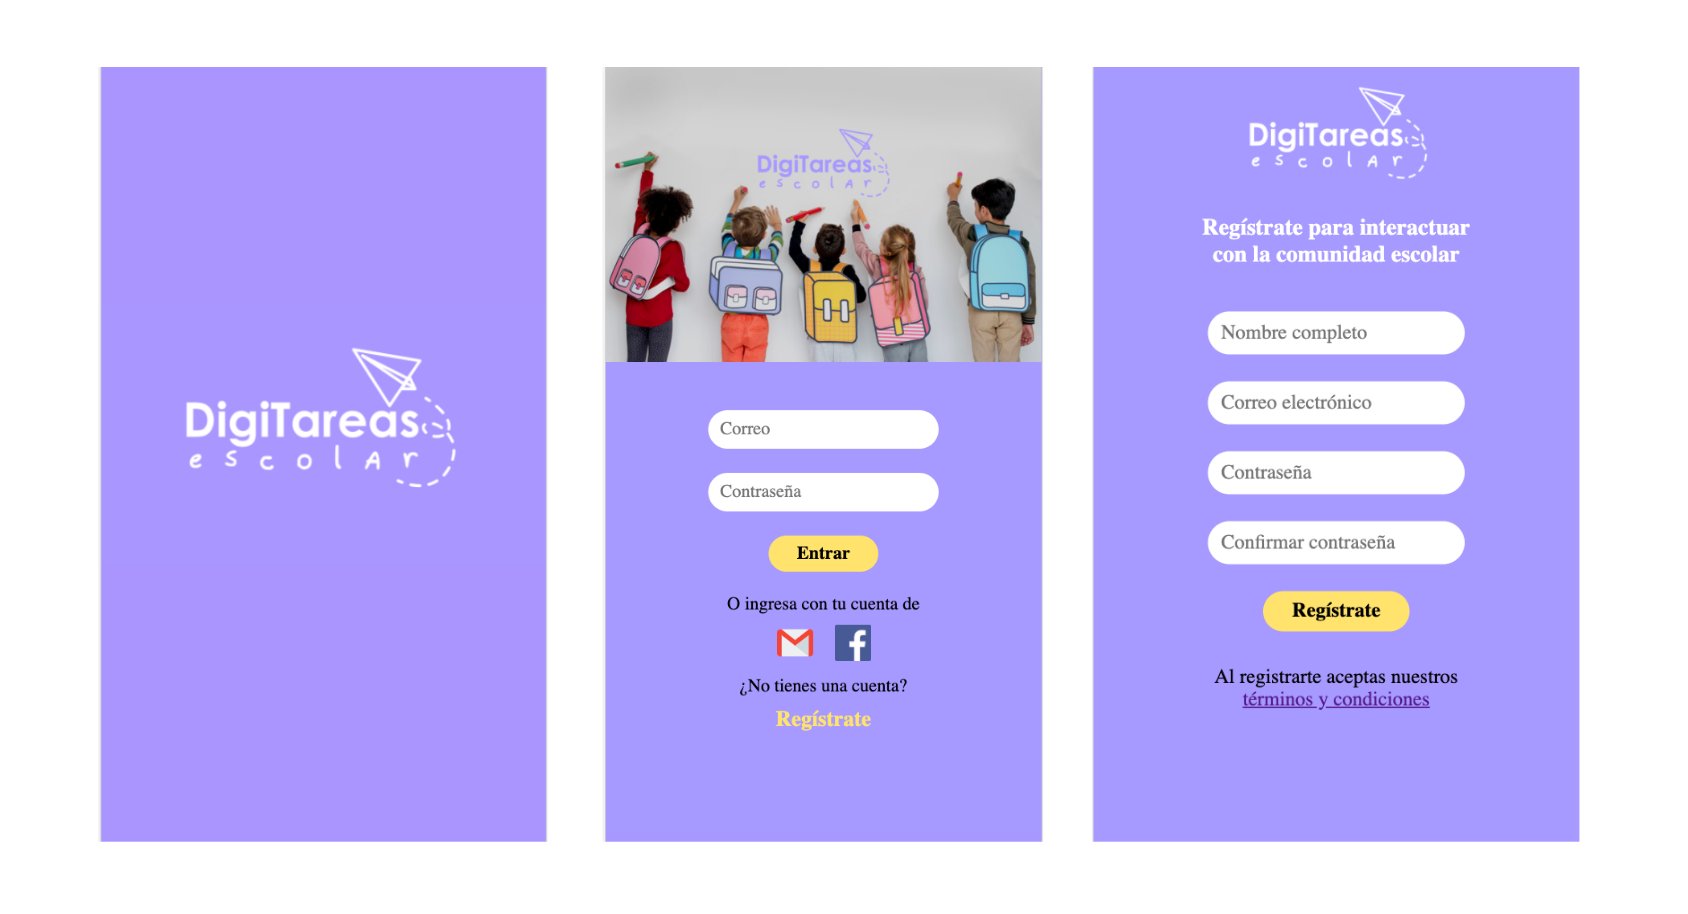 DigiTareas
escolAr
DigiTareas
escolAr
Correo
Contraseña
Entrar
O ingresa con tu cuenta de
¿No tienes una cuenta?
Regístrate
DigiTareas
escolAr
Regístrate para interactuar
con la comunidad escolar
Nombre completo
Correo electrónico
Contraseña
Confirmar contraseña
Regístrate
Al registrarte aceptas nuestros
términos y condiciones